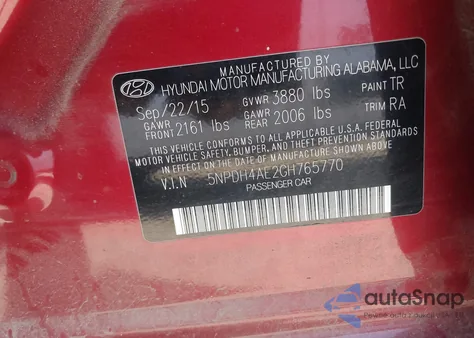 MANUFACTURED BY
HYUNDAI MOTOR MANUFACTURING ALABAMA, LLC
Sep/22/15 GVWR 3880 lbs PAINT TR
GAWR FRONT 2161 lbs GAWR REAR 2006 lbs TRIM RA
THIS VEHICLE CONFORMS TO ALL APPLICABLE U.S. FEDERAL
MOTOR VEHICLE SAFETY, BUMPER, AND THEFT PREVENTION
STANDARDS IN EFFECT ON THE DATE OF MANUFACTURE SHOWN ABOVE.
V.I.N 5NPDH4AE2GH765770
PASSENGER CAR
autoSnap